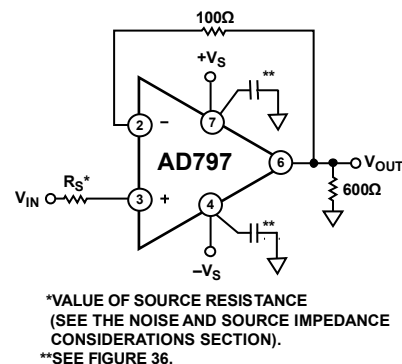 100Ω
+VS
**
2
−
7
AD797
6
VOUT
RS*
VIN
3
+
4
**
600Ω
−VS
*VALUE OF SOURCE RESISTANCE
(SEE THE NOISE AND SOURCE IMPEDANCE
CONSIDERATIONS SECTION).
**SEE FIGURE 36.